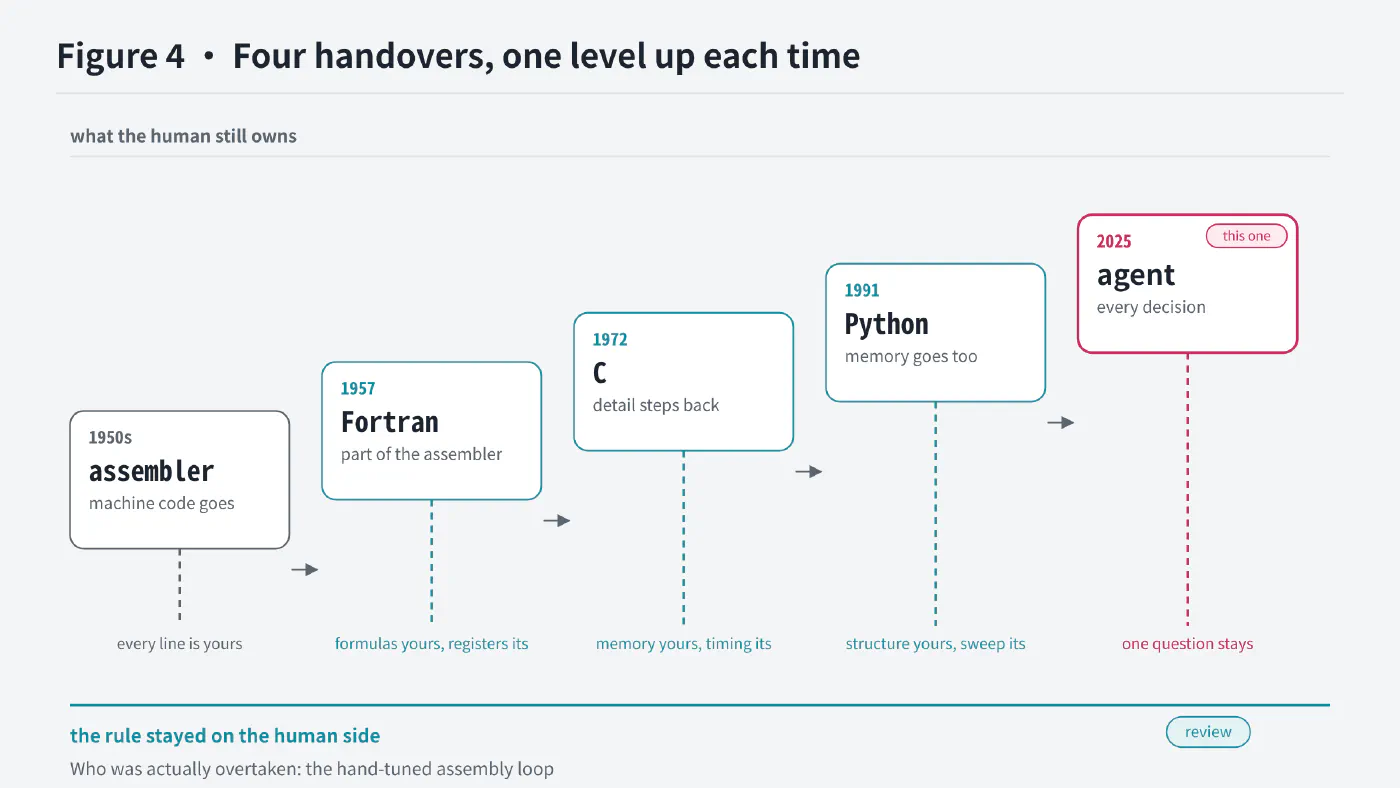 Figure 4 • Four handovers, one level up each time
what the human still owns
1950s
assembler
machine code goes
every line is yours
1957
Fortran
part of the assembler
formulas yours, registers its
1972
C
detail steps back
memory yours, timing its
1991
Python
memory goes too
structure yours, sweep its
2025
this one
agent
every decision
one question stays
the rule stayed on the human side
review
Who was actually overtaken: the hand-tuned assembly loop